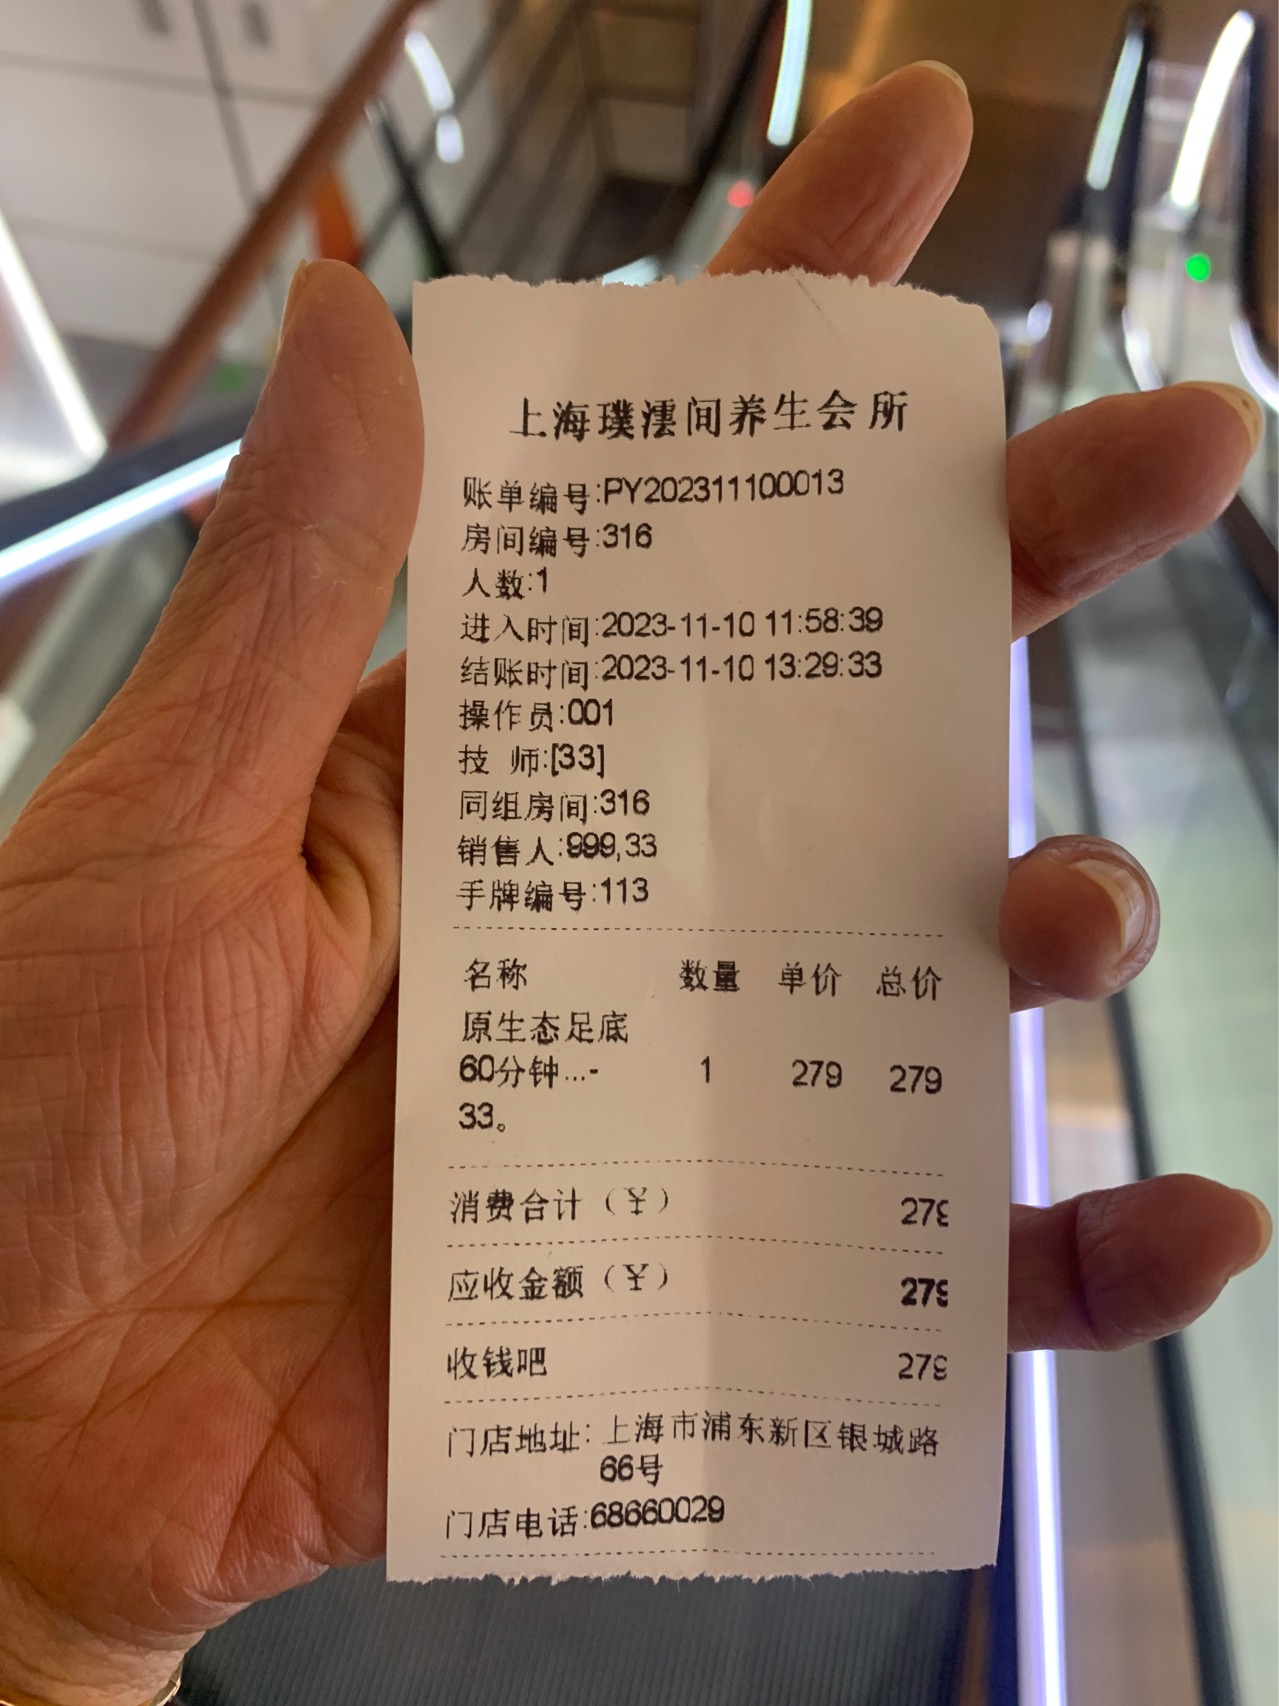 上海璞澐间养生会所
账单编号:PY202311100013
房间编号:316
人数:1
进入时间:2023-11-10 11:58:39
结账时间:2023-11-10 13:29:33
操作员:001
技 师:[33]
同组房间:316
销售人:999,33
手牌编号:113
名称 数量 单价 总价
原生态足底
60分钟...- 1 279 279
33。
消费合计（¥） 279
应收金额（¥） 279
收钱吧 279
门店地址: 上海市浦东新区银城路
66号
门店电话:68660029